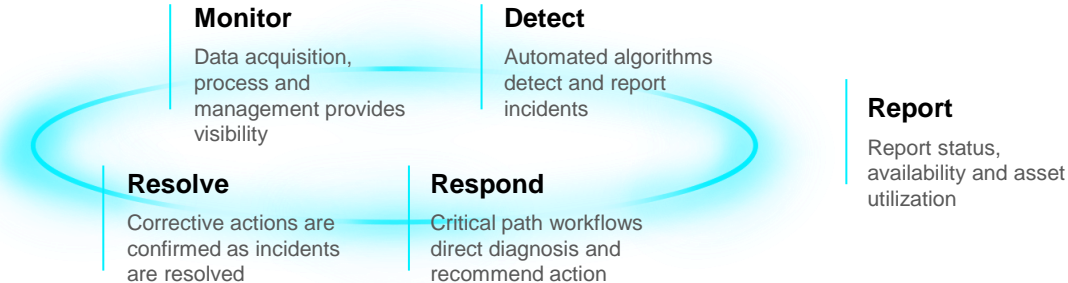 Monitor
Data acquisition,
process and
management provides
visibility
Detect
Automated algorithms
detect and report
incidents
Report
Report status,
availability and asset
utilization
Resolve
Corrective actions are
confirmed as incidents
are resolved
Respond
Critical path workflows
direct diagnosis and
recommend action